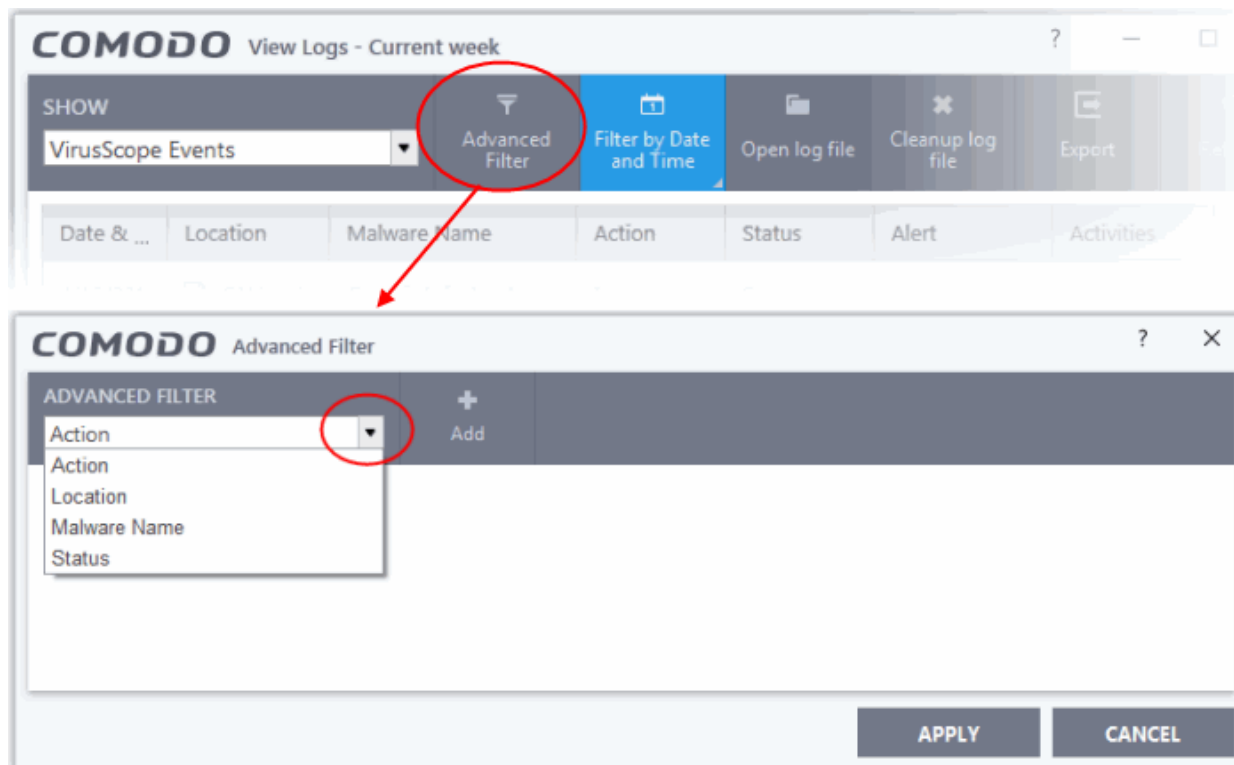 COMODO View Logs - Current week
?
SHOW
VirusScope Events
Advanced
Filter
Filter by Date
and Time
Open log file
Cleanup log
file
Export
Date & ... Location Malware Name Action Status Alert Activities
COMODO Advanced Filter
?
ADVANCED FILTER
Action
Add
Action
Location
Malware Name
Status
APPLY CANCEL